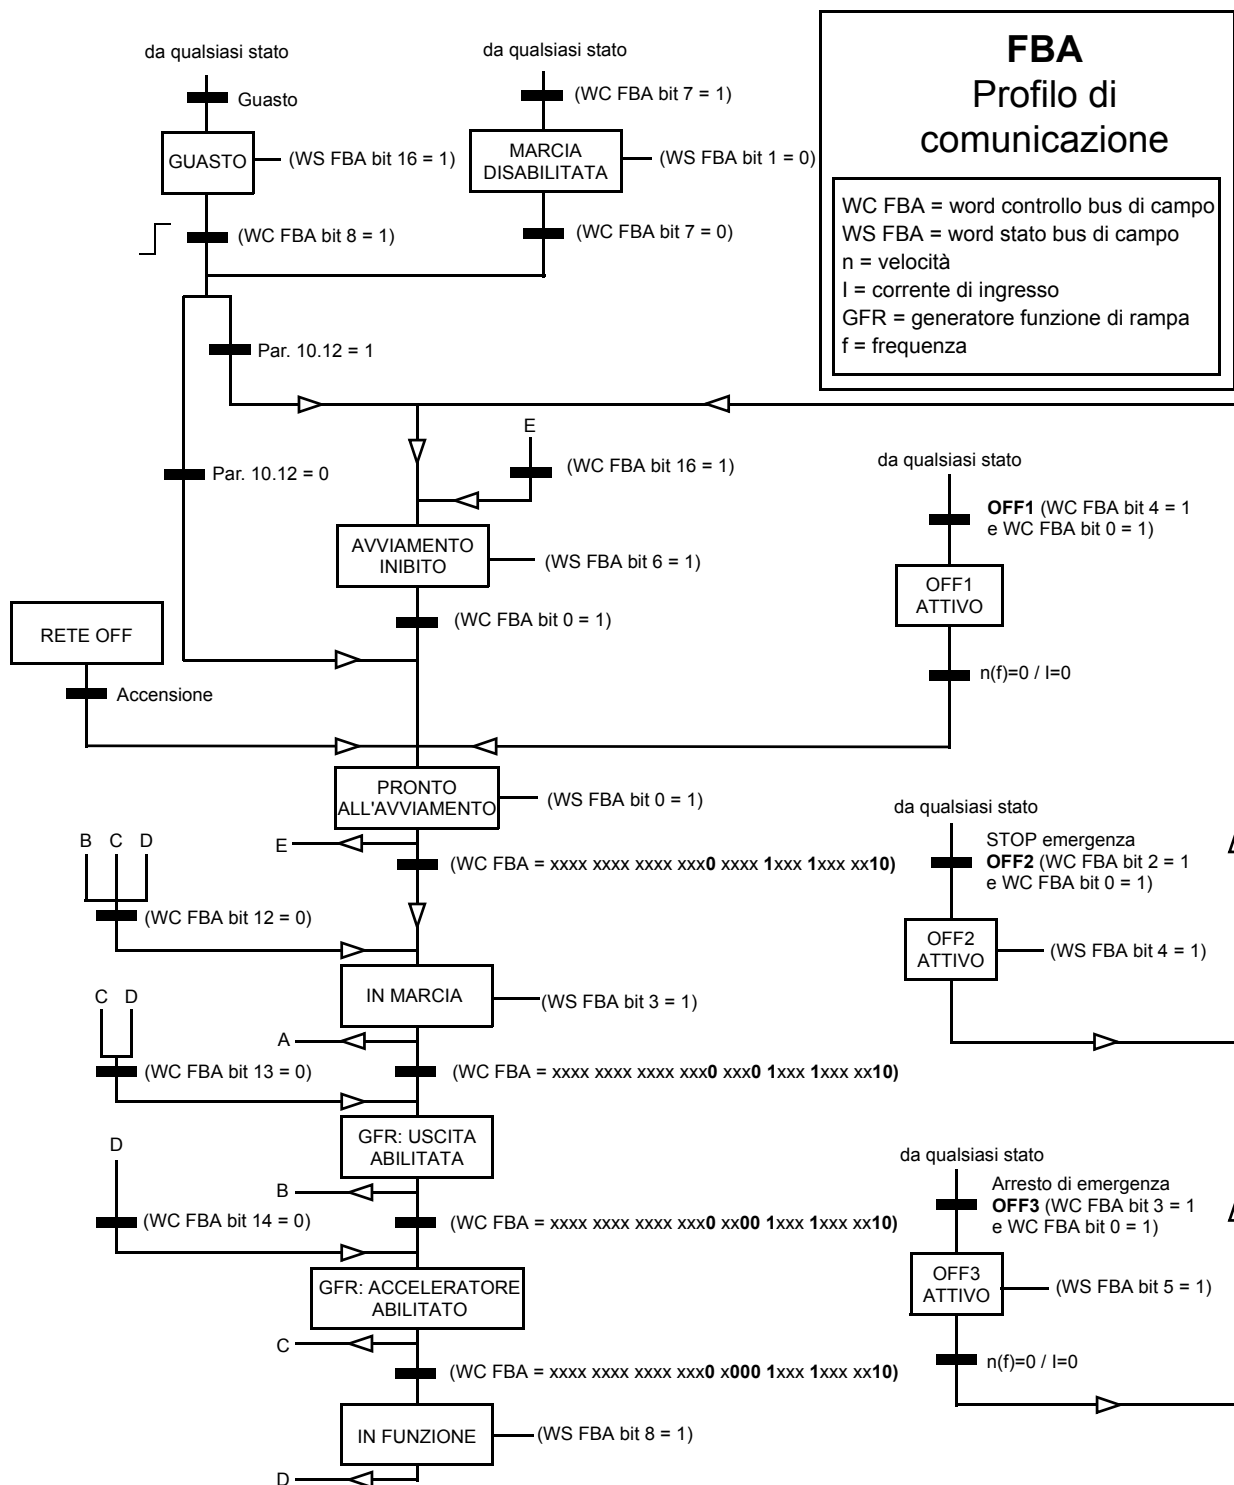 da qualsiasi stato
Guasto
GUASTO
(WS FBA bit 16 = 1)
(WC FBA bit 8 = 1)
da qualsiasi stato
(WC FBA bit 7 = 1)
MARCIA
DISABILITATA
(WS FBA bit 1 = 0)
(WC FBA bit 7 = 0)
FBA
Profilo di
comunicazione
WC FBA = word controllo bus di campo
WS FBA = word stato bus di campo
n = velocità
I = corrente di ingresso
GFR = generatore funzione di rampa
f = frequenza
Par. 10.12 = 1
Par. 10.12 = 0
E
(WC FBA bit 16 = 1)
AVVIAMENTO
INIBITO
(WS FBA bit 6 = 1)
(WC FBA bit 0 = 1)
da qualsiasi stato
OFF1 (WC FBA bit 4 = 1
e WC FBA bit 0 = 1)
OFF1
ATTIVO
n(f)=0 / I=0
RETE OFF
Accensione
PRONTO
ALL'AVVIAMENTO
(WS FBA bit 0 = 1)
E
(WC FBA = xxxx xxxx xxxx xxx0 xxxx 1xxx 1xxx xx10)
B C D
(WC FBA bit 12 = 0)
da qualsiasi stato
STOP emergenza
OFF2 (WC FBA bit 2 = 1
e WC FBA bit 0 = 1)
OFF2
ATTIVO
(WS FBA bit 4 = 1)
IN MARCIA
(WS FBA bit 3 = 1)
C D
(WC FBA bit 13 = 0)
A
(WC FBA = xxxx xxxx xxxx xxx0 xxx0 1xxx 1xxx xx10)
GFR: USCITA
ABILITATA
D
(WC FBA bit 14 = 0)
B
(WC FBA = xxxx xxxx xxxx xxx0 xx00 1xxx 1xxx xx10)
da qualsiasi stato
Arresto di emergenza
OFF3 (WC FBA bit 3 = 1
e WC FBA bit 0 = 1)
OFF3
ATTIVO
(WS FBA bit 5 = 1)
n(f)=0 / I=0
GFR: ACCELERATORE
ABILITATO
C
(WC FBA = xxxx xxxx xxxx xxx0 x000 1xxx 1xxx xx10)
IN FUNZIONE
(WS FBA bit 8 = 1)
D